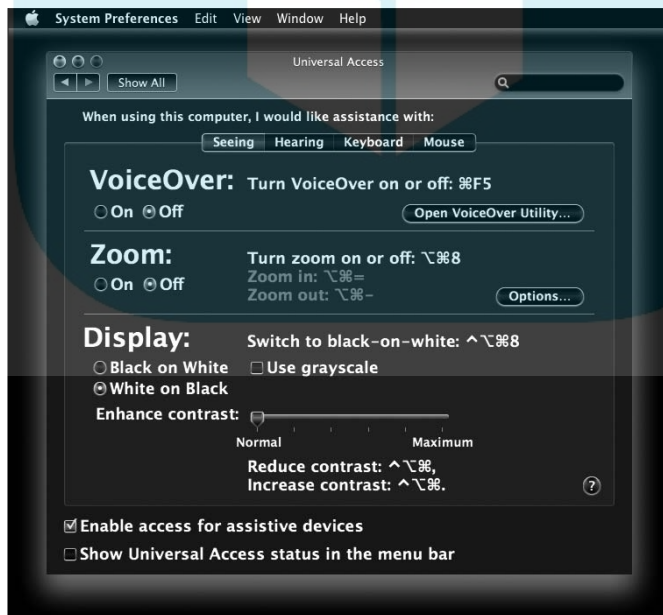 System Preferences Edit View Window Help
Universal Access
Show All
When using this computer, I would like assistance with:
Seeing Hearing Keyboard Mouse
VoiceOver: Turn VoiceOver on or off: ⌘F5
On Off
Open VoiceOver Utility...
Zoom: Turn zoom on or off: ⌥⌘8
On Off Zoom in: ⌥⌘=
Zoom out: ⌥⌘-
Options...
Display: Switch to black-on-white: ^⌥⌘8
Black on White Use grayscale
White on Black
Enhance contrast:
Normal Maximum
Reduce contrast: ^⌥⌘,
Increase contrast: ^⌥⌘.
?
Enable access for assistive devices
Show Universal Access status in the menu bar